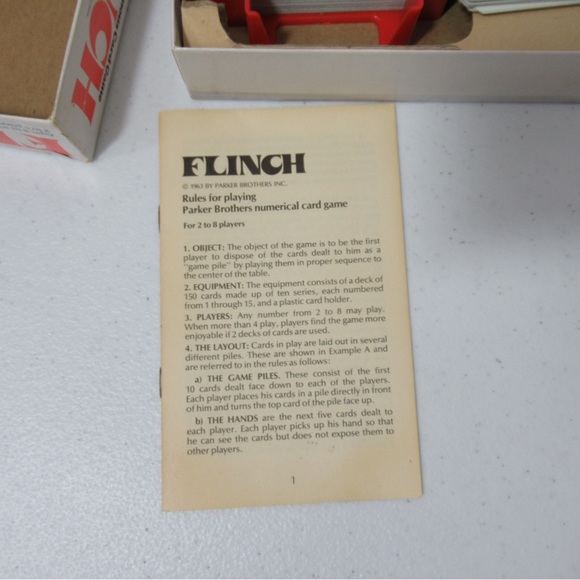 FLINCH
© 1963 BY PARKER BROTHERS INC.
Rules for playing
Parker Brothers numerical card game
For 2 to 8 players
1. OBJECT: The object of the game is to be the first
player to dispose of the cards dealt to him as a
"game pile" by playing them in proper sequence to
the center of the table.
2. EQUIPMENT: The equipment consists of a deck of
150 cards made up of ten series, each numbered
from 1 through 15, and a plastic card holder.
3. PLAYERS: Any number from 2 to 8 may play.
When more than 4 play, players find the game more
enjoyable if 2 decks of cards are used.
4. THE LAYOUT: Cards in play are laid out in several
different piles. These are shown in Example A and
are referred to in the rules as follows:
a) THE GAME PILES. These consist of the first
10 cards dealt face down to each of the players.
Each player places his cards in a pile directly in front
of him and turns the top card of the pile face up.
b) THE HANDS are the next five cards dealt to
each player. Each player picks up his hand so that
he can see the cards but does not expose them to
other players.
1